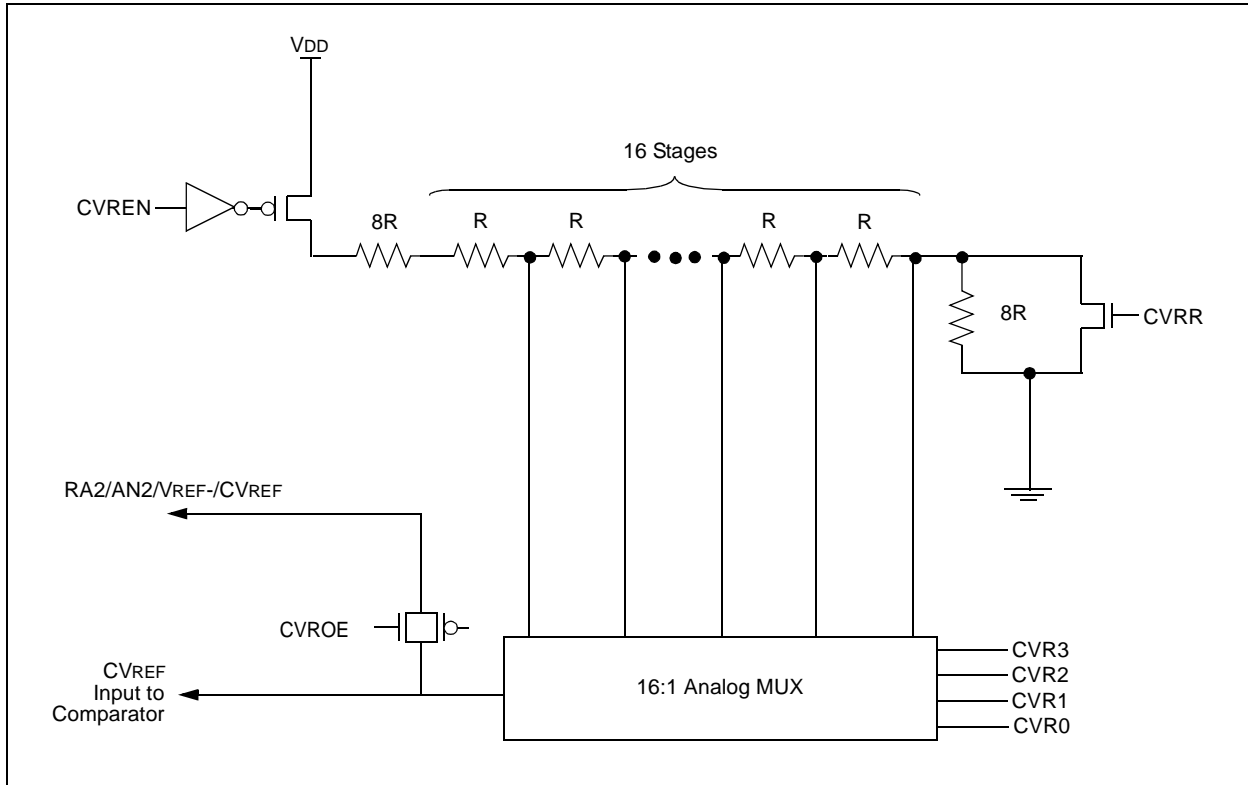 VDD
16 Stages
CVREN
8R
R
R
R
R
8R
CVRR
RA2/AN2/VREF-/CVREF
CVROE
CVREF
Input to
Comparator
16:1 Analog MUX
CVR3
CVR2
CVR1
CVR0